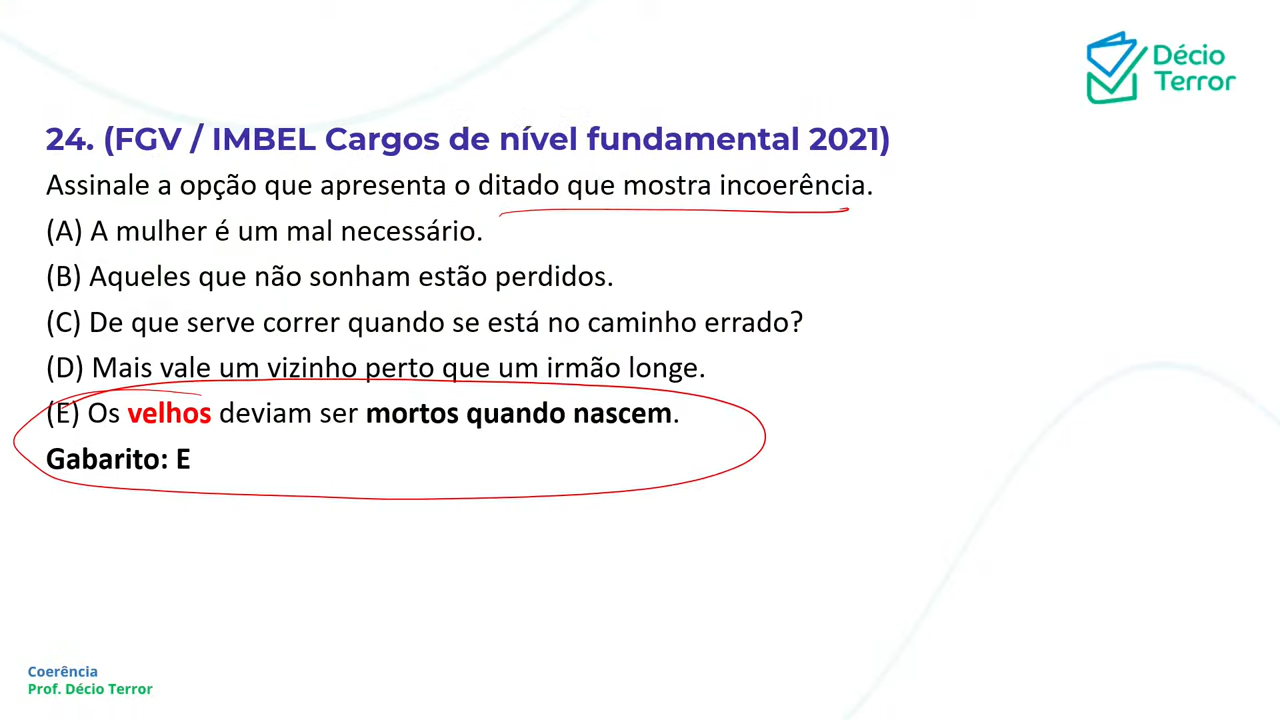 Décio
Terror
24. (FGV / IMBEL Cargos de nível fundamental 2021)
Assinale a opção que apresenta o ditado que mostra incoerência.
(A) A mulher é um mal necessário.
(B) Aqueles que não sonham estão perdidos.
(C) De que serve correr quando se está no caminho errado?
(D) Mais vale um vizinho perto que um irmão longe.
(E) Os velhos deviam ser mortos quando nascem.
Gabarito: E
Coerência
Prof. Décio Terror